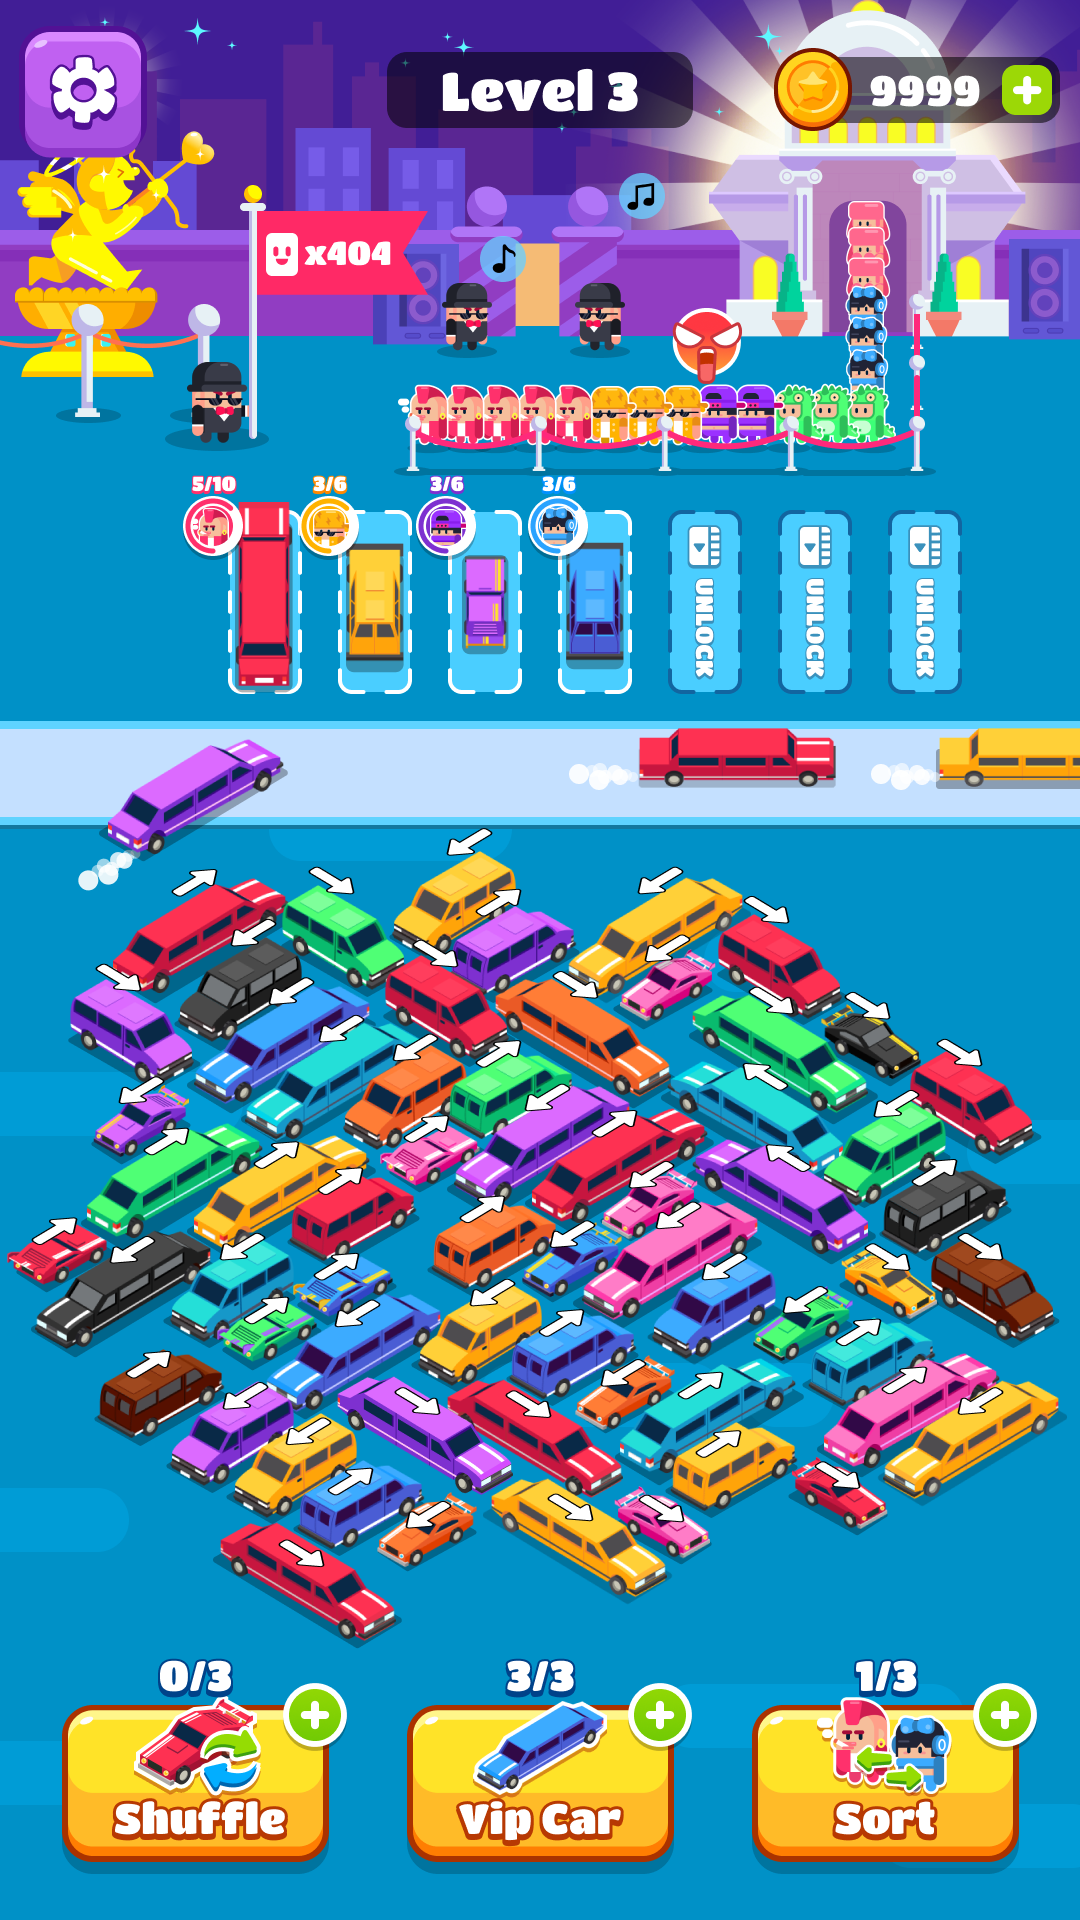 Level 3
9999
x404
5/10
3/6
3/6
3/6
UNLOCK
UNLOCK
UNLOCK
0/3
3/3
1/3
Shuffle
Vip Car
Sort